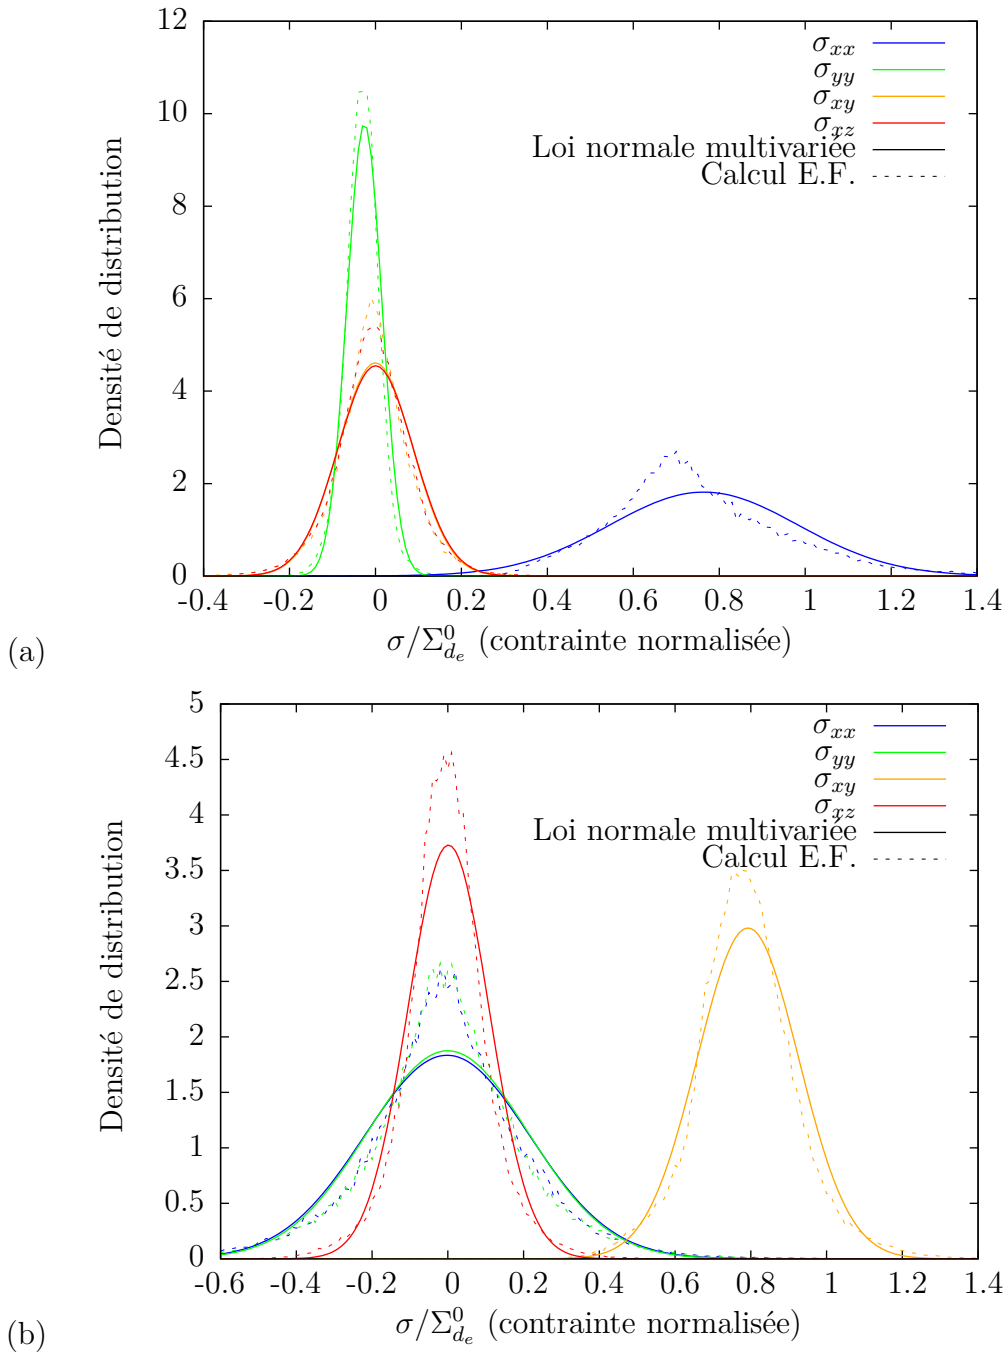 12
10
8
6
4
2
0
Densité de distribution
σxx
σyy
σxy
σxz
Loi normale multivariée
Calcul E.F.
-0.4 -0.2 0 0.2 0.4 0.6 0.8 1 1.2 1.4
σ/Σ⁰dₑ (contrainte normalisée)
(a)
5
4.5
4
3.5
3
2.5
2
1.5
1
0.5
0
Densité de distribution
σxx
σyy
σxy
σxz
Loi normale multivariée
Calcul E.F.
-0.6 -0.4 -0.2 0 0.2 0.4 0.6 0.8 1 1.2 1.4
σ/Σ⁰dₑ (contrainte normalisée)
(b)